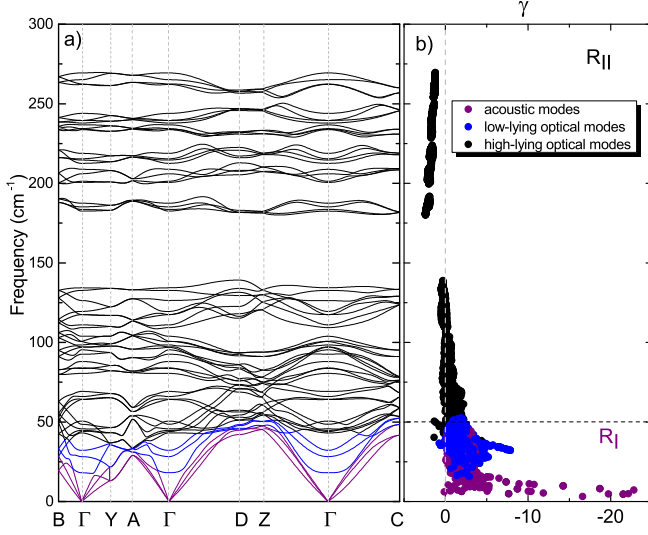 γ
a)
b)
R_II
acoustic modes
low-lying optical modes
high-lying optical modes
R_I
Frequency (cm⁻¹)
300
250
200
150
100
50
0
B Γ Y A Γ D Z Γ C
0 -10 -20